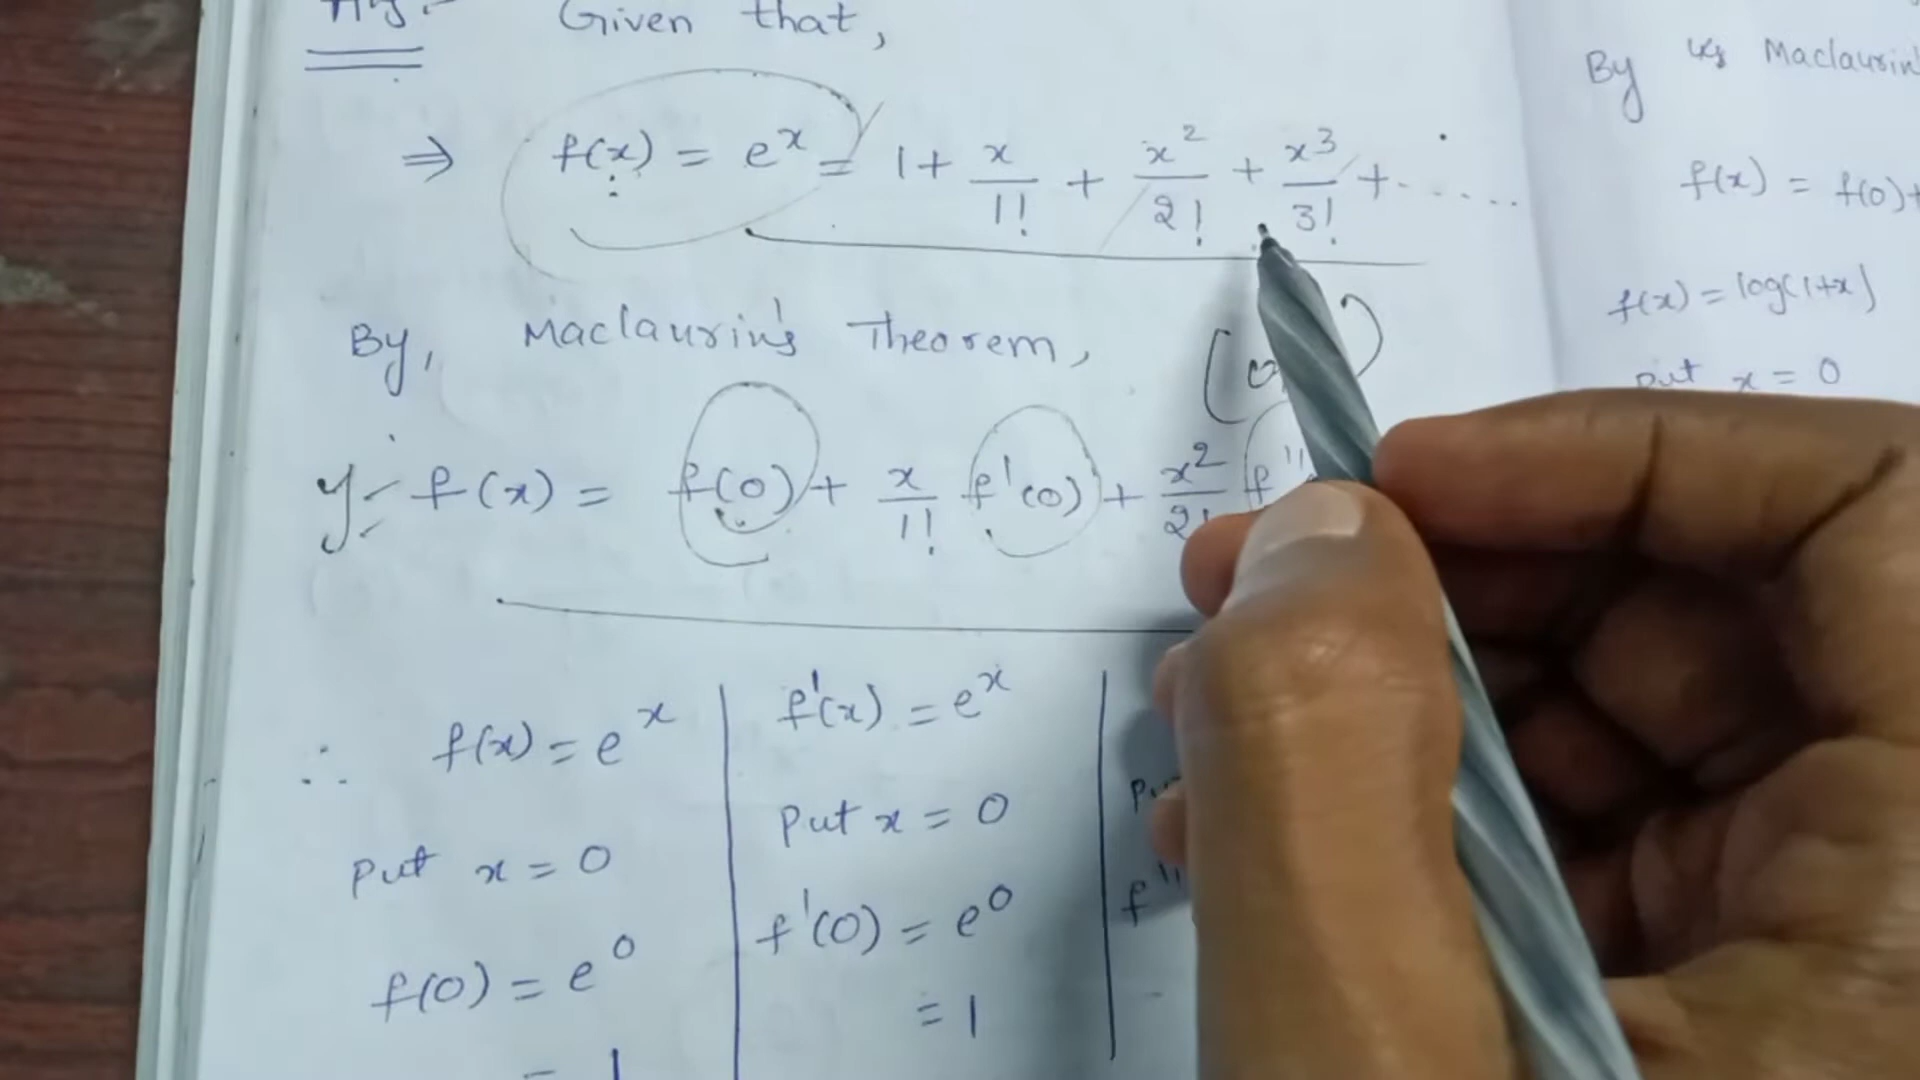 Given that,
⇒ f(x) = e^x = 1 + x/1! + x^2/2! + x^3/3! + .....
By, Maclaurin's Theorem,
y = f(x) = f(0) + x/1! f'(0) + x^2/2! f''
∴ f(x) = e^x
Put x = 0
f(0) = e^0
= 1
f'(x) = e^x
Put x = 0
f'(0) = e^0
= 1
f''
By Maclaurin
f(x) = f(0)+
f(x) = log(1+x)
put x = 0